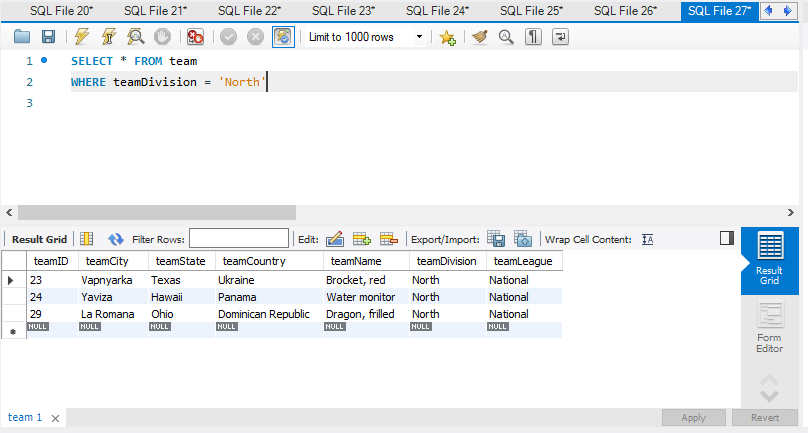 SQL File 20* SQL File 21* SQL File 22* SQL File 23* SQL File 24* SQL File 25* SQL File 26* SQL File 27*
Limit to 1000 rows
1 SELECT * FROM team
2 WHERE teamDivision = 'North'
3
Result Grid Filter Rows: Edit: Export/Import: Wrap Cell Content:
teamID teamCity teamState teamCountry teamName teamDivision teamLeague
23 Vapnyarka Texas Ukraine Brocket, red North National
24 Yaviza Hawaii Panama Water monitor North National
29 La Romana Ohio Dominican Republic Dragon, frilled North National
NULL NULL NULL NULL NULL NULL NULL
Result
Grid
Form
Editor
team 1 Apply Revert